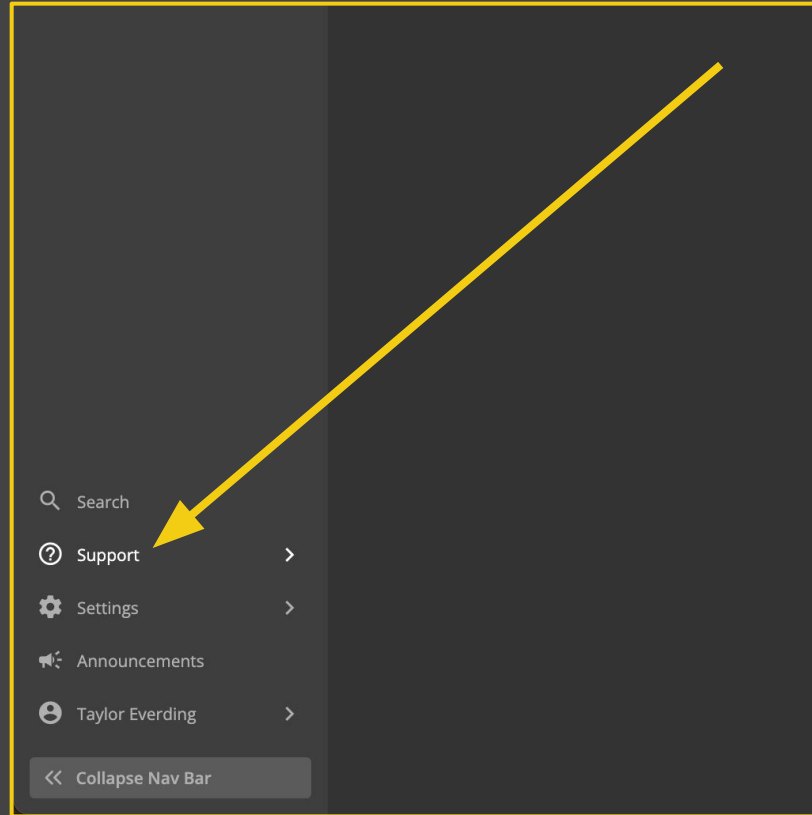 Search
Support
Settings
Announcements
Taylor Everding
Collapse Nav Bar